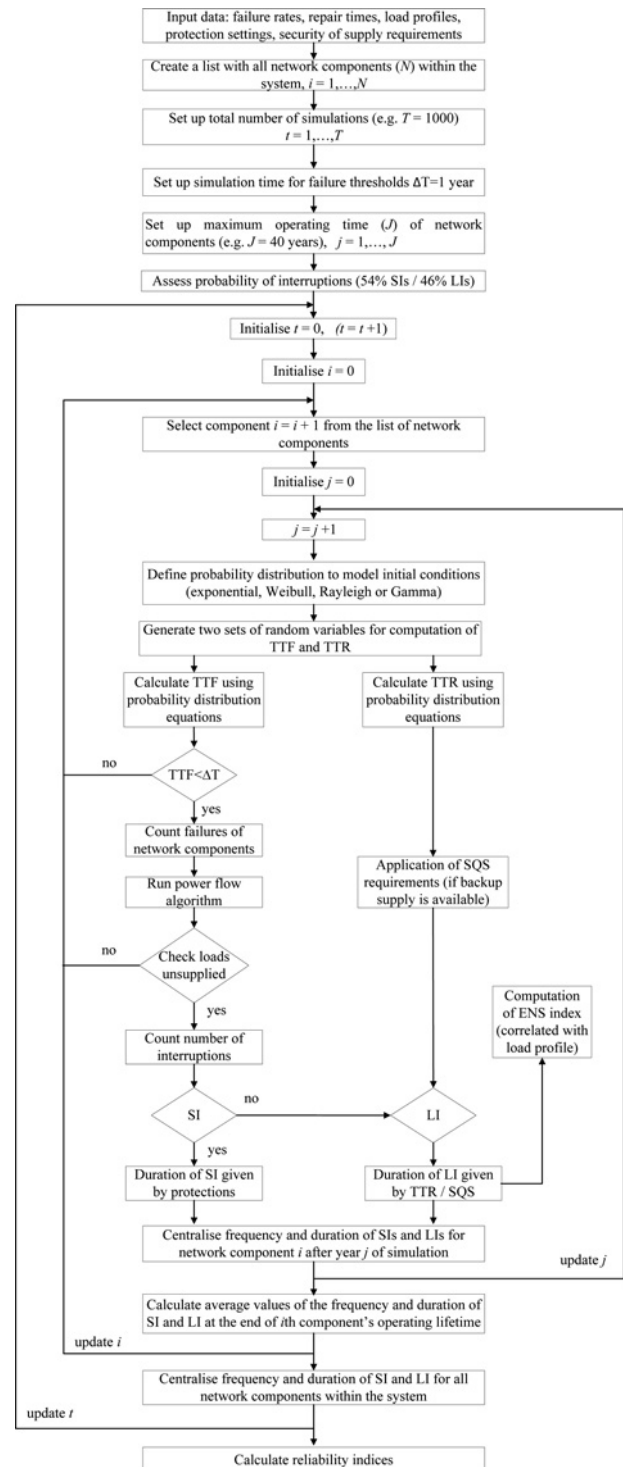 Input data: failure rates, repair times, load profiles,
protection settings, security of supply requirements
Create a list with all network components (N) within the
system, i = 1,…,N
Set up total number of simulations (e.g. T = 1000)
t = 1,…,T
Set up simulation time for failure thresholds ΔT=1 year
Set up maximum operating time (J) of network
components (e.g. J = 40 years), j = 1,…, J
Assess probability of interruptions (54% SIs / 46% LIs)
Initialise t = 0, (t = t +1)
Initialise i = 0
Select component i = i + 1 from the list of network
components
Initialise j = 0
j = j +1
Define probability distribution to model initial conditions
(exponential, Weibull, Rayleigh or Gamma)
Generate two sets of random variables for computation of
TTF and TTR
Calculate TTF using
probability distribution
equations
Calculate TTR using
probability distribution
equations
no
TTF<ΔT
yes
Count failures of
network components
Run power flow
algorithm
Application of SQS
requirements (if backup
supply is available)
no
Check loads
unsupplied
yes
Count number of
interruptions
Computation
of ENS index
(correlated with
load profile)
SI
no
LI
yes
Duration of SI given
by protections
Duration of LI given
by TTR / SQS
Centralise frequency and duration of SIs and LIs for
network component i after year j of simulation
update j
Calculate average values of the frequency and duration of
SI and LI at the end of ith component's operating lifetime
update i
Centralise frequency and duration of SI and LI for all
network components within the system
update t
Calculate reliability indices